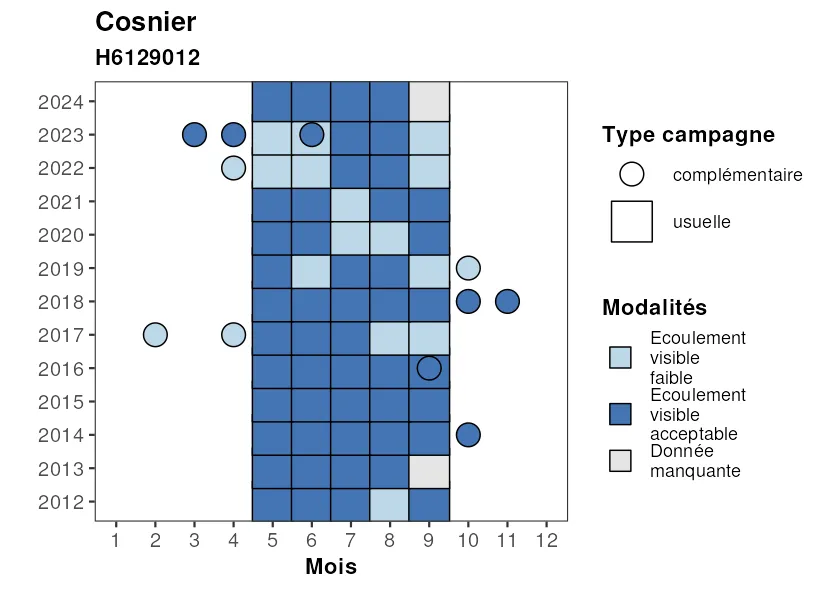 Cosnier
H6129012
2024
2023
2022
2021
2020
2019
2018
2017
2016
2015
2014
2013
2012
1 2 3 4 5 6 7 8 9 10 11 12
Mois
Type campagne
complémentaire
usuelle
Modalités
Ecoulement
visible
faible
Ecoulement
visible
acceptable
Donnée
manquante